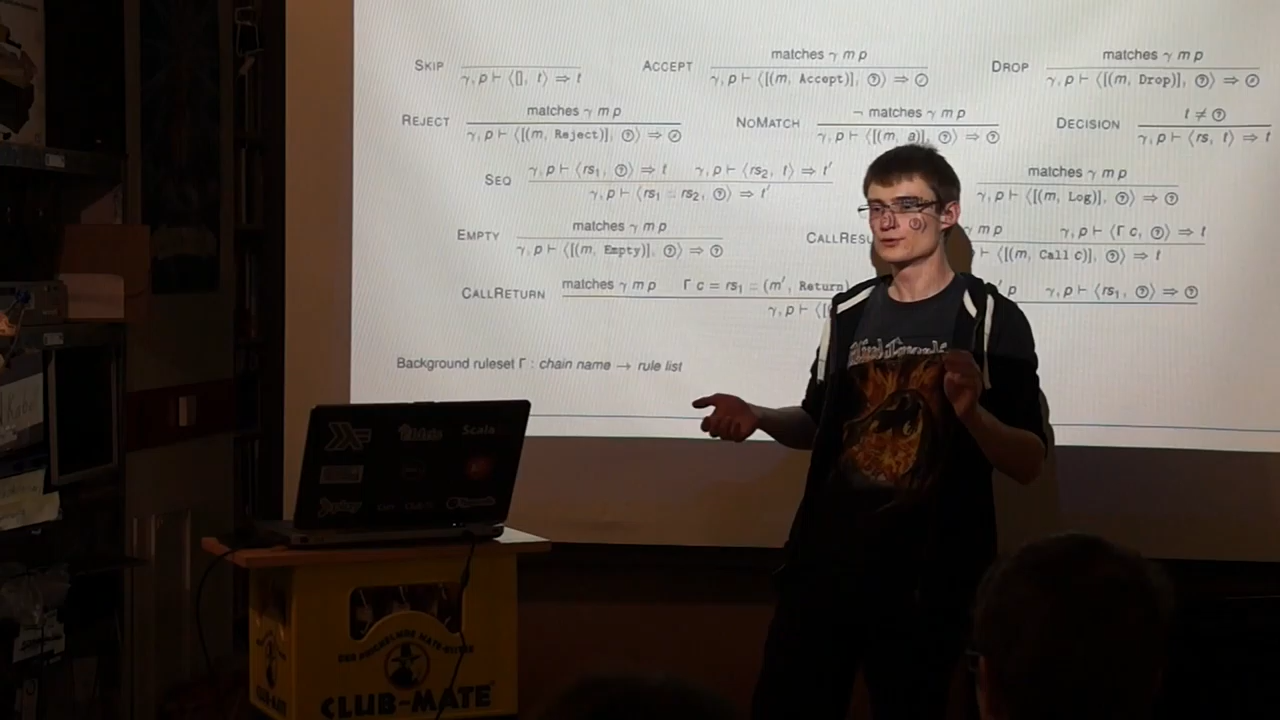 matches γ m p
matches γ m p
SKIP
ACCEPT
DROP
γ, p ⊢ ⟨[], t⟩ ⇒ t
γ, p ⊢ ⟨[(m, Accept)], ?⟩ ⇒ ✓
γ, p ⊢ ⟨[(m, Drop)], ?⟩ ⇒ ⊘
matches γ m p
¬ matches γ m p
t ≠ ?
REJECT
NOMATCH
DECISION
γ, p ⊢ ⟨[(m, Reject)], ?⟩ ⇒ ⊘
γ, p ⊢ ⟨[(m, a)], ?⟩ ⇒ ?
γ, p ⊢ ⟨rs, t⟩ ⇒ t
γ, p ⊢ ⟨rs₁, ?⟩ ⇒ t γ, p ⊢ ⟨rs₂, t⟩ ⇒ t′
matches γ m p
SEQ
γ, p ⊢ ⟨rs₁ ::: rs₂, ?⟩ ⇒ t′
γ, p ⊢ ⟨[(m, Log)], ?⟩ ⇒ ?
matches γ m p
m p γ, p ⊢ ⟨Γ c, ?⟩ ⇒ t
EMPTY
CALLRESU
γ, p ⊢ ⟨[(m, Empty)], ?⟩ ⇒ ?
⊢ ⟨[(m, Call c)], ?⟩ ⇒ t
matches γ m p Γ c = rs₁ ::: (m′, Return)
p γ, p ⊢ ⟨rs₁, ?⟩ ⇒ ?
CALLRETURN
γ, p ⊢ ⟨[(
Background ruleset Γ : chain name → rule list
Scala
play
CLUB-MATE